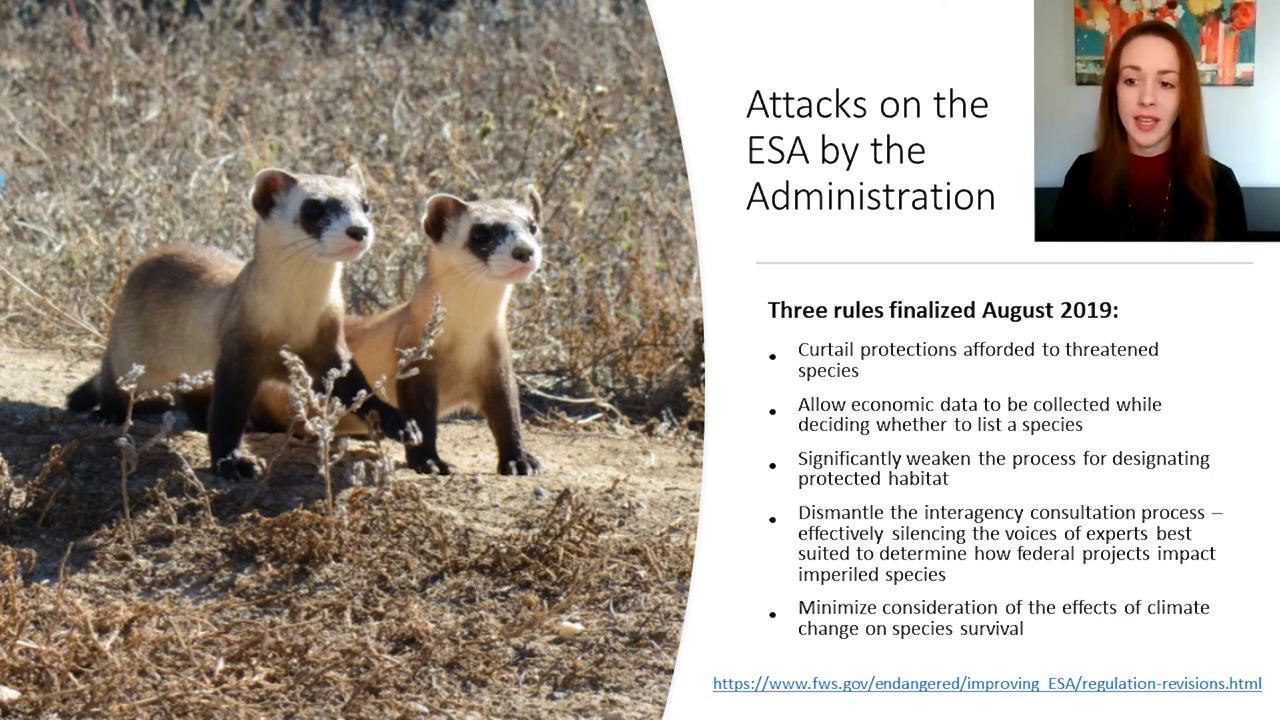 Attacks on the
ESA by the
Administration
Three rules finalized August 2019:
• Curtail protections afforded to threatened
species
• Allow economic data to be collected while
deciding whether to list a species
• Significantly weaken the process for designating
protected habitat
• Dismantle the interagency consultation process –
effectively silencing the voices of experts best
suited to determine how federal projects impact
imperiled species
• Minimize consideration of the effects of climate
change on species survival
https://www.fws.gov/endangered/improving_ESA/regulation-revisions.html